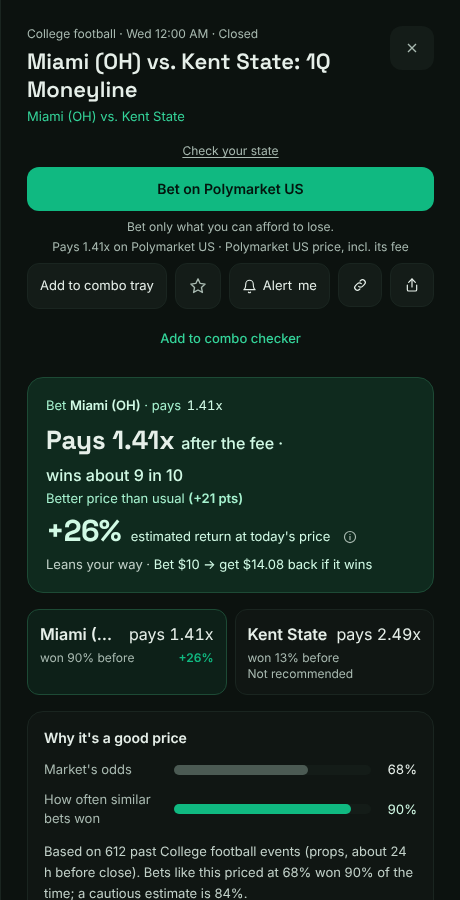 College football · Wed 12:00 AM · Closed
Miami (OH) vs. Kent State: 1Q
Moneyline
Miami (OH) vs. Kent State
Check your state
Bet on Polymarket US
Bet only what you can afford to lose.
Pays 1.41x on Polymarket US · Polymarket US price, incl. its fee
Add to combo tray
Alert me
Add to combo checker
Bet Miami (OH) · pays 1.41x
Pays 1.41x after the fee ·
wins about 9 in 10
Better price than usual (+21 pts)
+26% estimated return at today's price
Leans your way · Bet $10 → get $14.08 back if it wins
Miami (... pays 1.41x
won 90% before +26%
Kent State pays 2.49x
won 13% before
Not recommended
Why it's a good price
Market's odds 68%
How often similar
bets won 90%
Based on 612 past College football events (props, about 24
h before close). Bets like this priced at 68% won 90% of the
time; a cautious estimate is 84%.